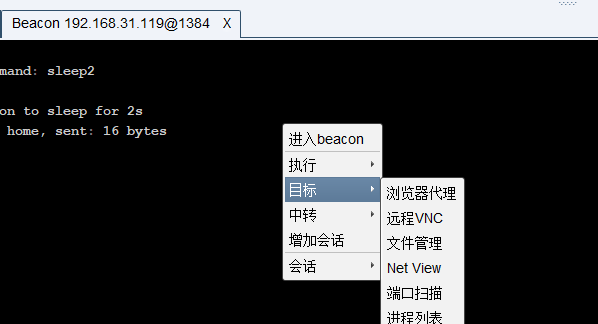 Beacon 192.168.31.119@1384 X
mand: sleep2
on to sleep for 2s
home, sent: 16 bytes
进入beacon
执行
目标
中转
增加会话
会话
浏览器代理
远程VNC
文件管理
Net View
端口扫描
进程列表